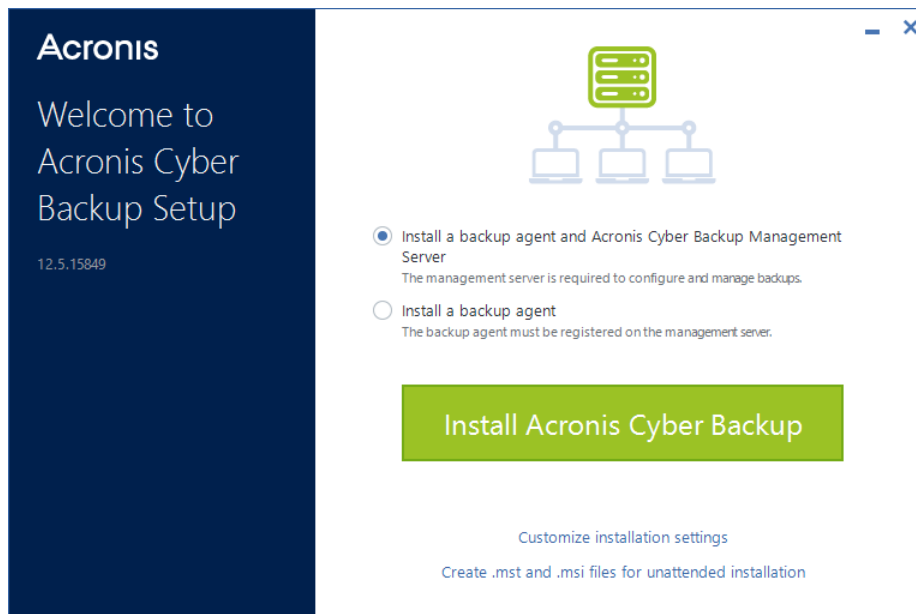 Acronis
Welcome to
Acronis Cyber
Backup Setup
12.5.15849
Install a backup agent and Acronis Cyber Backup Management
Server
The management server is required to configure and manage backups.
Install a backup agent
The backup agent must be registered on the management server.
Install Acronis Cyber Backup
Customize installation settings
Create .mst and .msi files for unattended installation